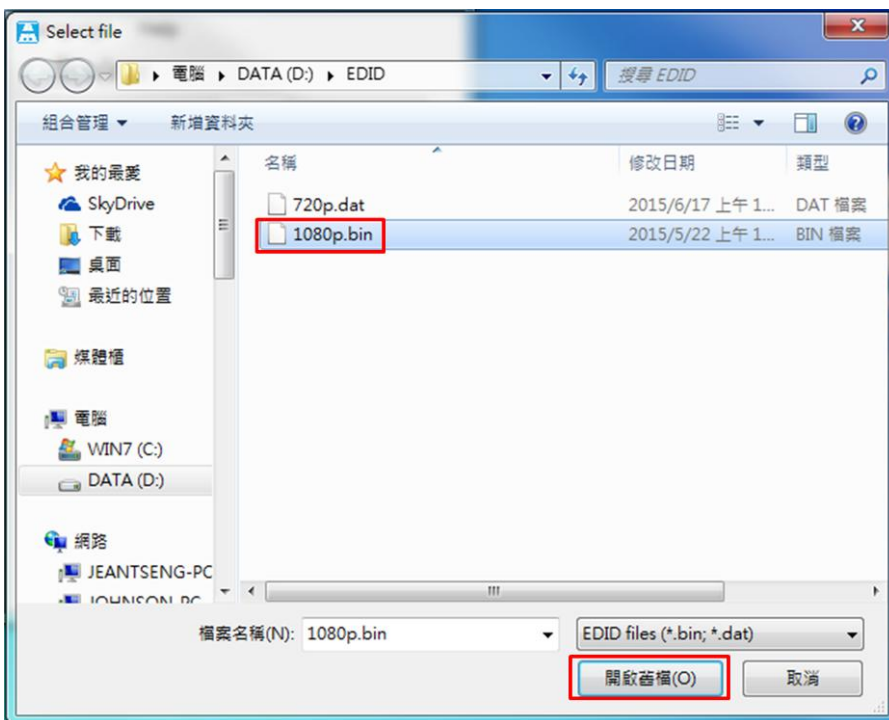 Select file
電腦 DATA (D:) EDID 搜尋 EDID
組合管理 新增資料夾
名稱 修改日期 類型
我的最愛
SkyDrive
下載
桌面
最近的位置
720p.dat 2015/6/17 上午 1... DAT 檔案
1080p.bin 2015/5/22 上午 1... BIN 檔案
媒體櫃
電腦
WIN7 (C:)
DATA (D:)
網路
JEANTSENG-PC
JOHNSON-PC
檔案名稱(N): 1080p.bin EDID files (*.bin; *.dat)
開啟舊檔(O) 取消